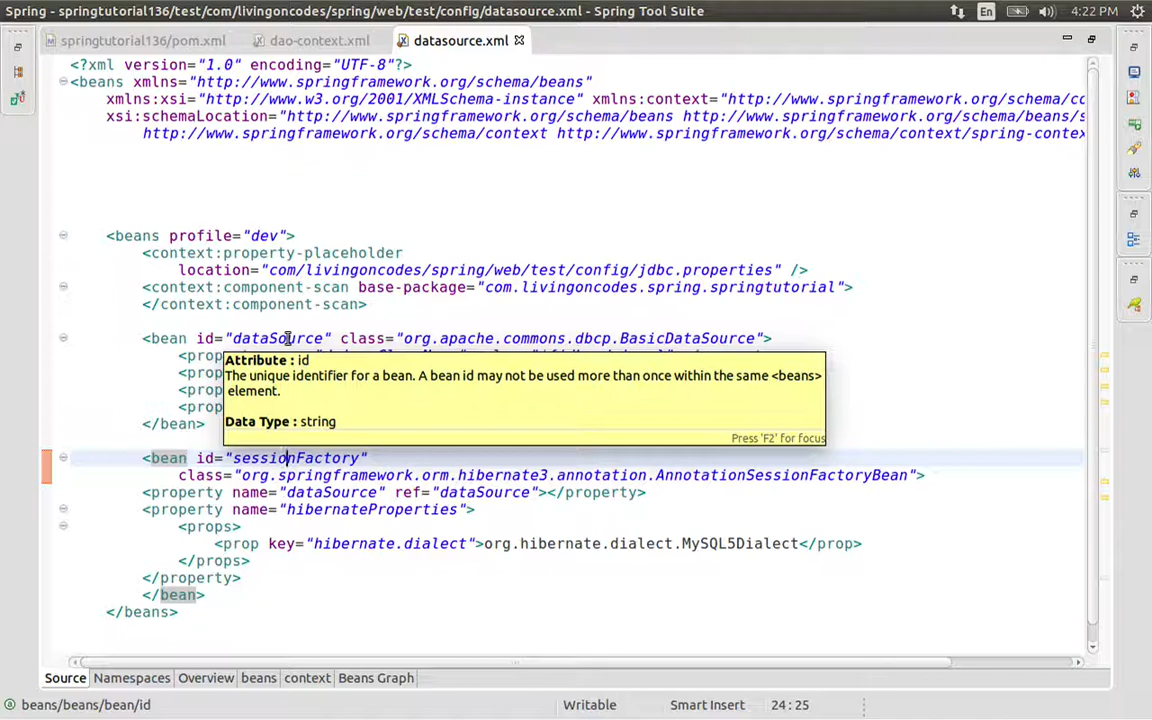 Spring - springtutorial136/test/com/livingoncodes/spring/web/test/config/datasource.xml - Spring Tool Suite
En
4:22 PM
springtutorial136/pom.xml
dao-context.xml
datasource.xml
<?xml version="1.0" encoding="UTF-8"?>
<beans xmlns="http://www.springframework.org/schema/beans"
xmlns:xsi="http://www.w3.org/2001/XMLSchema-instance" xmlns:context="http://www.springframework.org/schema/co
xsi:schemaLocation="http://www.springframework.org/schema/beans http://www.springframework.org/schema/beans/s
http://www.springframework.org/schema/context http://www.springframework.org/schema/context/spring-contex
<beans profile="dev">
<context:property-placeholder
location="com/livingoncodes/spring/web/test/config/jdbc.properties" />
<context:component-scan base-package="com.livingoncodes.spring.springtutorial">
</context:component-scan>
<bean id="dataSource" class="org.apache.commons.dbcp.BasicDataSource">
<prop
<prop
<prop
<prop
</bean>
Attribute : id
The unique identifier for a bean. A bean id may not be used more than once within the same <beans>
element.
Data Type : string
Press 'F2' for focus
<bean id="sessionFactory"
class="org.springframework.orm.hibernate3.annotation.AnnotationSessionFactoryBean">
<property name="dataSource" ref="dataSource"></property>
<property name="hibernateProperties">
<props>
<prop key="hibernate.dialect">org.hibernate.dialect.MySQL5Dialect</prop>
</props>
</property>
</bean>
</beans>
Source
Namespaces
Overview
beans
context
Beans Graph
beans/beans/bean/id
Writable
Smart Insert
24 : 25